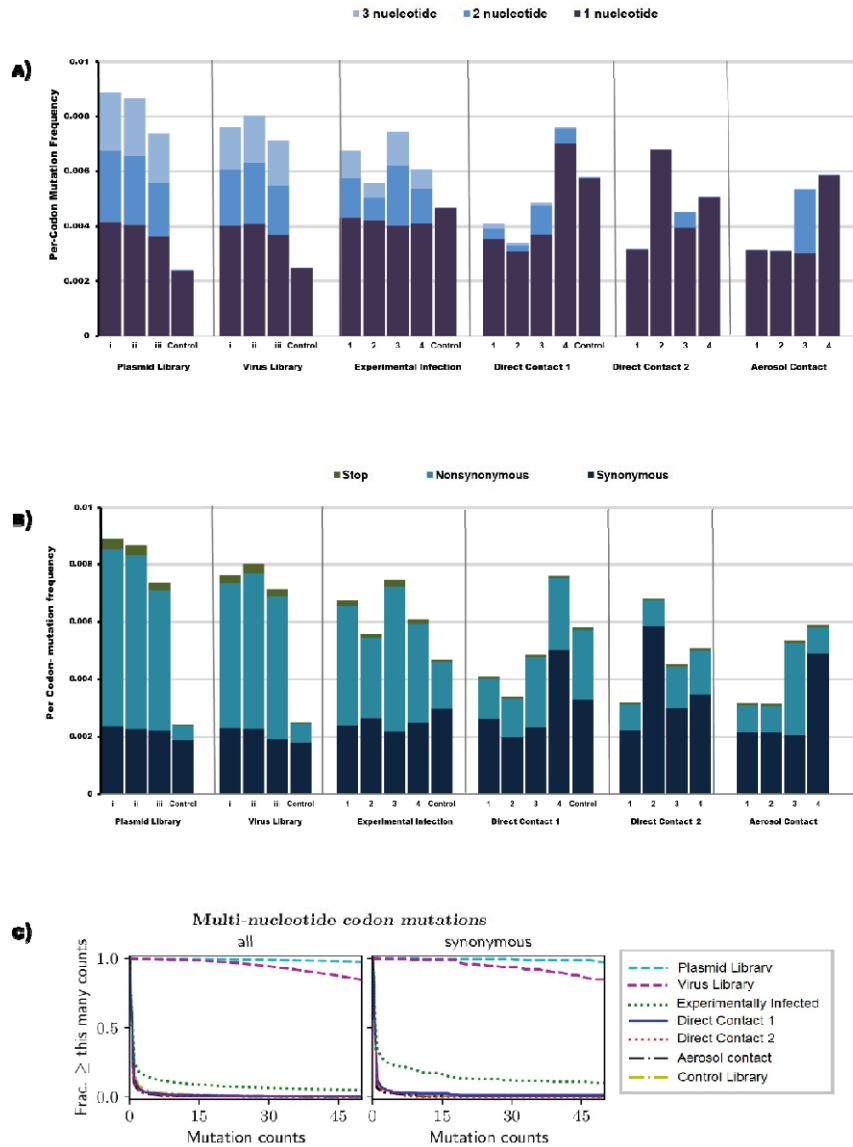 3 nucleotide 2 nucleotide 1 nucleotide
A)
Per-Codon Mutation Frequency
0.01
0.008
0.006
0.004
0.002
0
i ii iii Control i ii iii Control 1 2 3 4 Control 1 2 3 4 Control 1 2 3 4 1 2 3 4
Plasmid Library Virus Library Experimental Infection Direct Contact 1 Direct Contact 2 Aerosol Contact
Stop Nonsynonymous Synonymous
B)
Per Codon- mutation frequency
0.01
0.008
0.006
0.004
0.002
0
i ii iii Control i ii iii Control 1 2 3 4 Control 1 2 3 4 Control 1 2 3 4 1 2 3 4
Plasmid Library Virus Library Experimental Infection Direct Contact 1 Direct Contact 2 Aerosol Contact
C)
Multi-nucleotide codon mutations
all synonymous
Frac. ≥ this many counts
1.0
0.5
0.0
0 15 30 45 0 15 30 45
Mutation counts Mutation counts
Plasmid Library
Virus Library
Experimentally Infected
Direct Contact 1
Direct Contact 2
Aerosol contact
Control Library